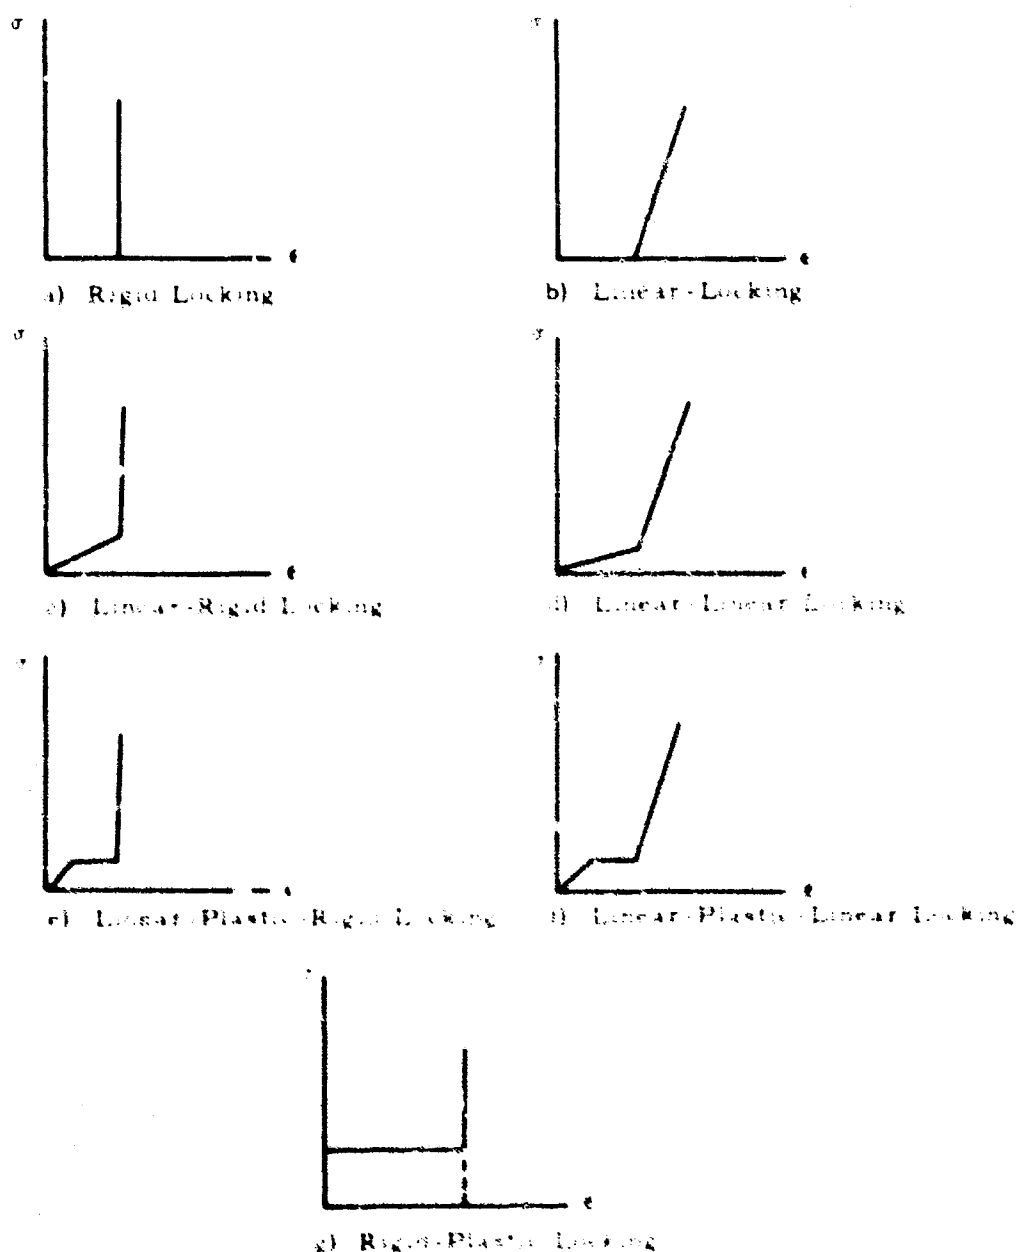 σ
σ
ε
ε
a) Rigid Locking
b) Linear-Locking
σ
σ
ε
ε
c) Linear-Rigid Locking
d) Linear-Linear Locking
σ
ε
ε
e) Linear-Plastic-Rigid Locking
f) Linear-Plastic-Linear Locking
ε
g) Rigid-Plastic Locking